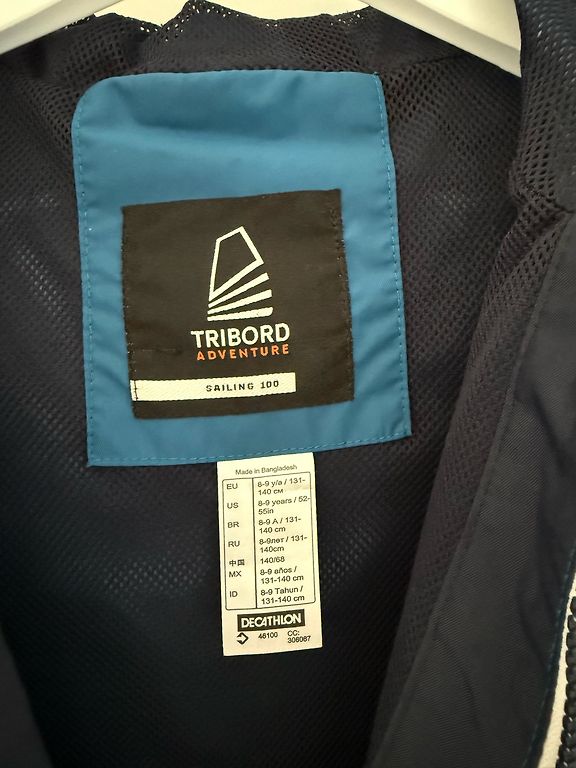 TRIBORD
ADVENTURE
SAILING 100
Made in Bangladesh
EU 8-9 y/a / 131-
140 см
US 8-9 years / 52-
55in
BR 8-9 A / 131-
140 cm
RU 8-9лет / 131-
140cm
中国 140/68
MX 8-9 años /
131-140 cm
ID 8-9 Tahun /
131-140 cm
DECATHLON
46100 CC:
306067